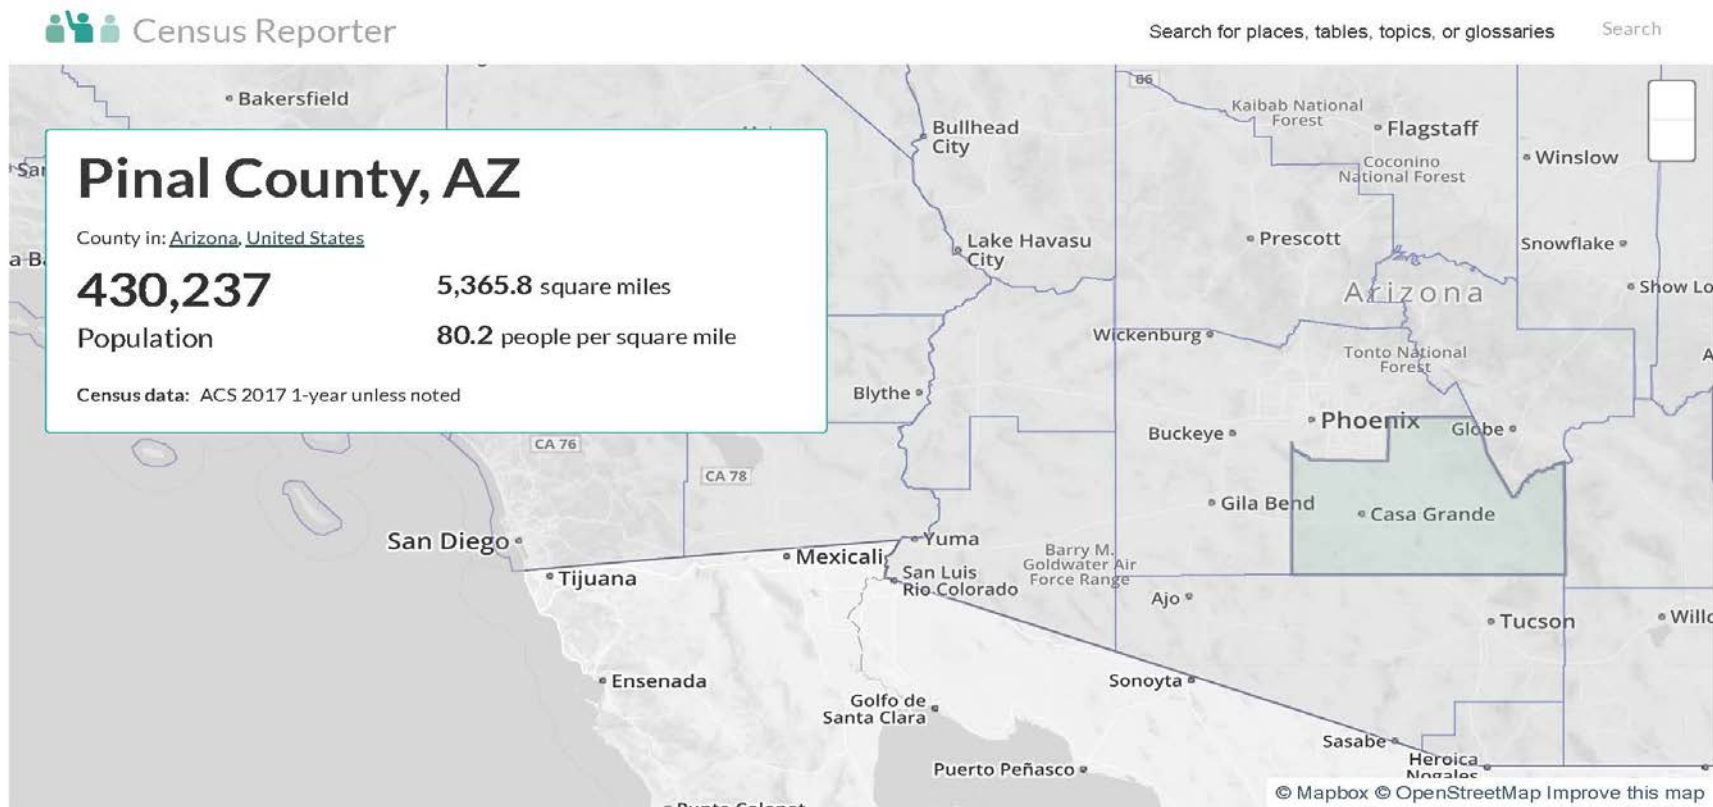 Census Reporter
Search for places, tables, topics, or glossaries
Search
Pinal County, AZ
County in: Arizona, United States
430,237
Population
5,365.8 square miles
80.2 people per square mile
Census data: ACS 2017 1-year unless noted
Bakersfield
Bullhead
City
66
Kaibab National
Forest
Flagstaff
Coconino
National Forest
Winslow
Lake Havasu
City
Prescott
Snowflake
Arizona
Show Lo
Wickenburg
Tonto National
Forest
Blythe
Phoenix
Buckeye
Globe
CA 76
CA 78
Gila Bend
Casa Grande
San Diego
Mexicali
Yuma
Barry M.
Goldwater Air
Force Range
Tijuana
San Luis
Rio Colorado
Ajo
Tucson
Willc
Ensenada
Sonoyta
Golfo de
Santa Clara
Sasabe
Puerto Peñasco
Heroica
Nogales
© Mapbox © OpenStreetMap Improve this map